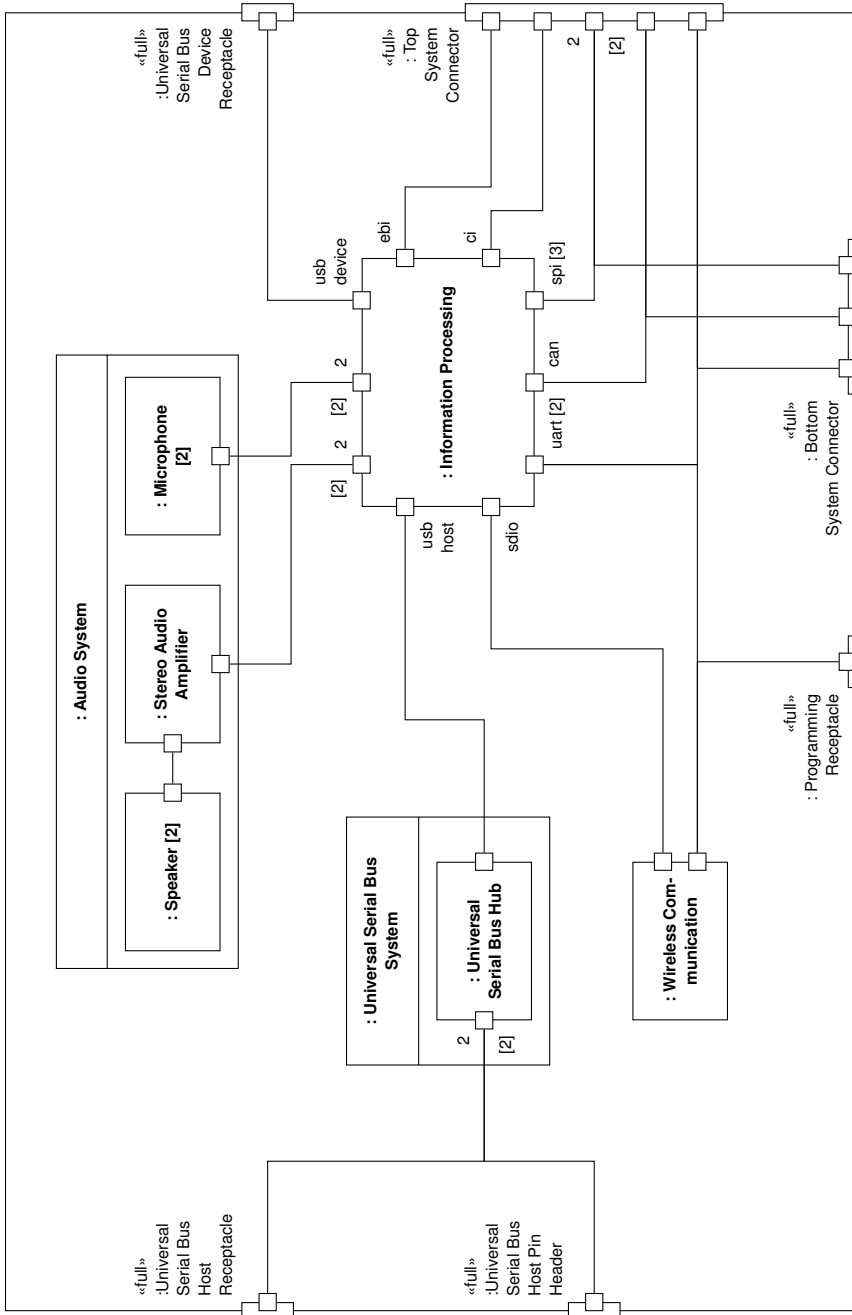 «full»
:Universal
Serial Bus
Host
Receptacle
«full»
:Universal
Serial Bus
Host Pin
Header
: Audio System
: Speaker [2]
: Stereo Audio
Amplifier
: Microphone
[2]
: Universal Serial Bus
System
: Universal
Serial Bus Hub
2
[2]
: Wireless Com-
munication
[2]
2
[2]
2
usb
device
usb
host
sdio
: Information Processing
ebi
ci
uart [2]
can
spi [3]
«full»
:Universal
Serial Bus
Device
Receptacle
«full»
: Top
System
Connector
2
[2]
«full»
: Programming
Receptacle
«full»
: Bottom
System Connector